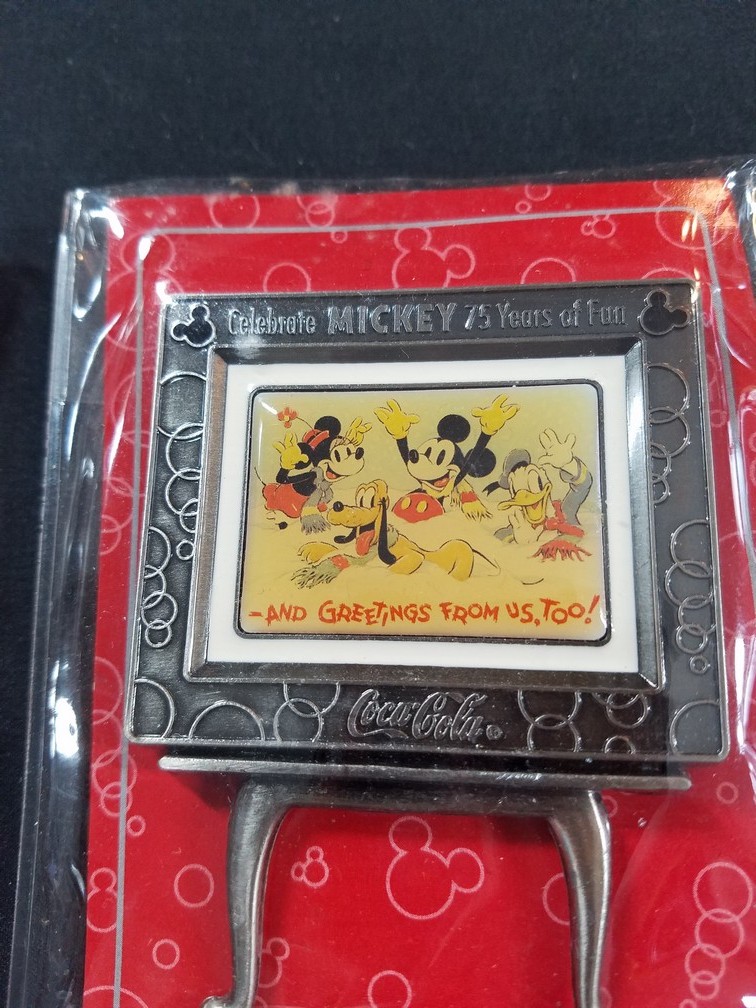 Celebrate MICKEY 75 Years of Fun
-AND GREETINGS FROM US, TOO!
Coca-Cola ®